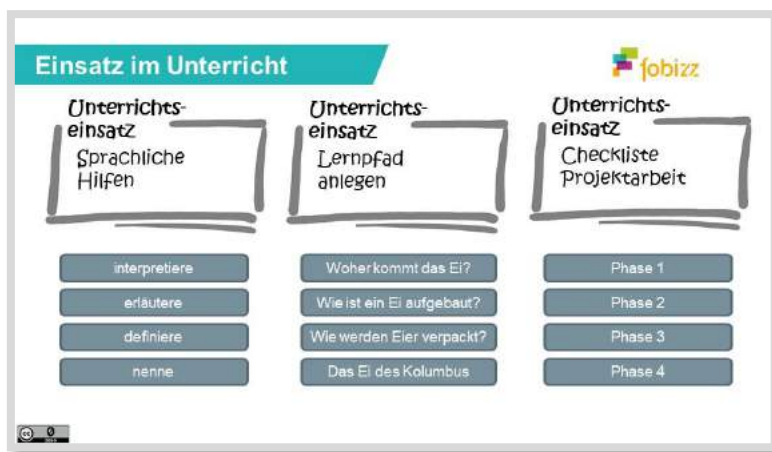 Einsatz im Unterricht
fobizz
Unterrichts-
einsatz
Sprachliche
Hilfen
interpretiere
erläutere
definiere
nenne
Unterrichts-
einsatz
Lernpfad
anlegen
Woher kommt das Ei?
Wie ist ein Ei aufgebaut?
Wie werden Eier verpackt?
Das Ei des Kolumbus
Unterrichts-
einsatz
Checkliste
Projektarbeit
Phase 1
Phase 2
Phase 3
Phase 4
cc 0